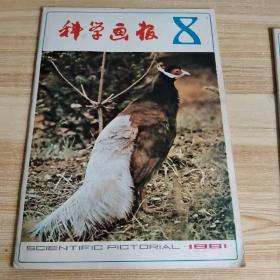 科学画报 8
SCIENTIFIC PICTORIAL · 1981